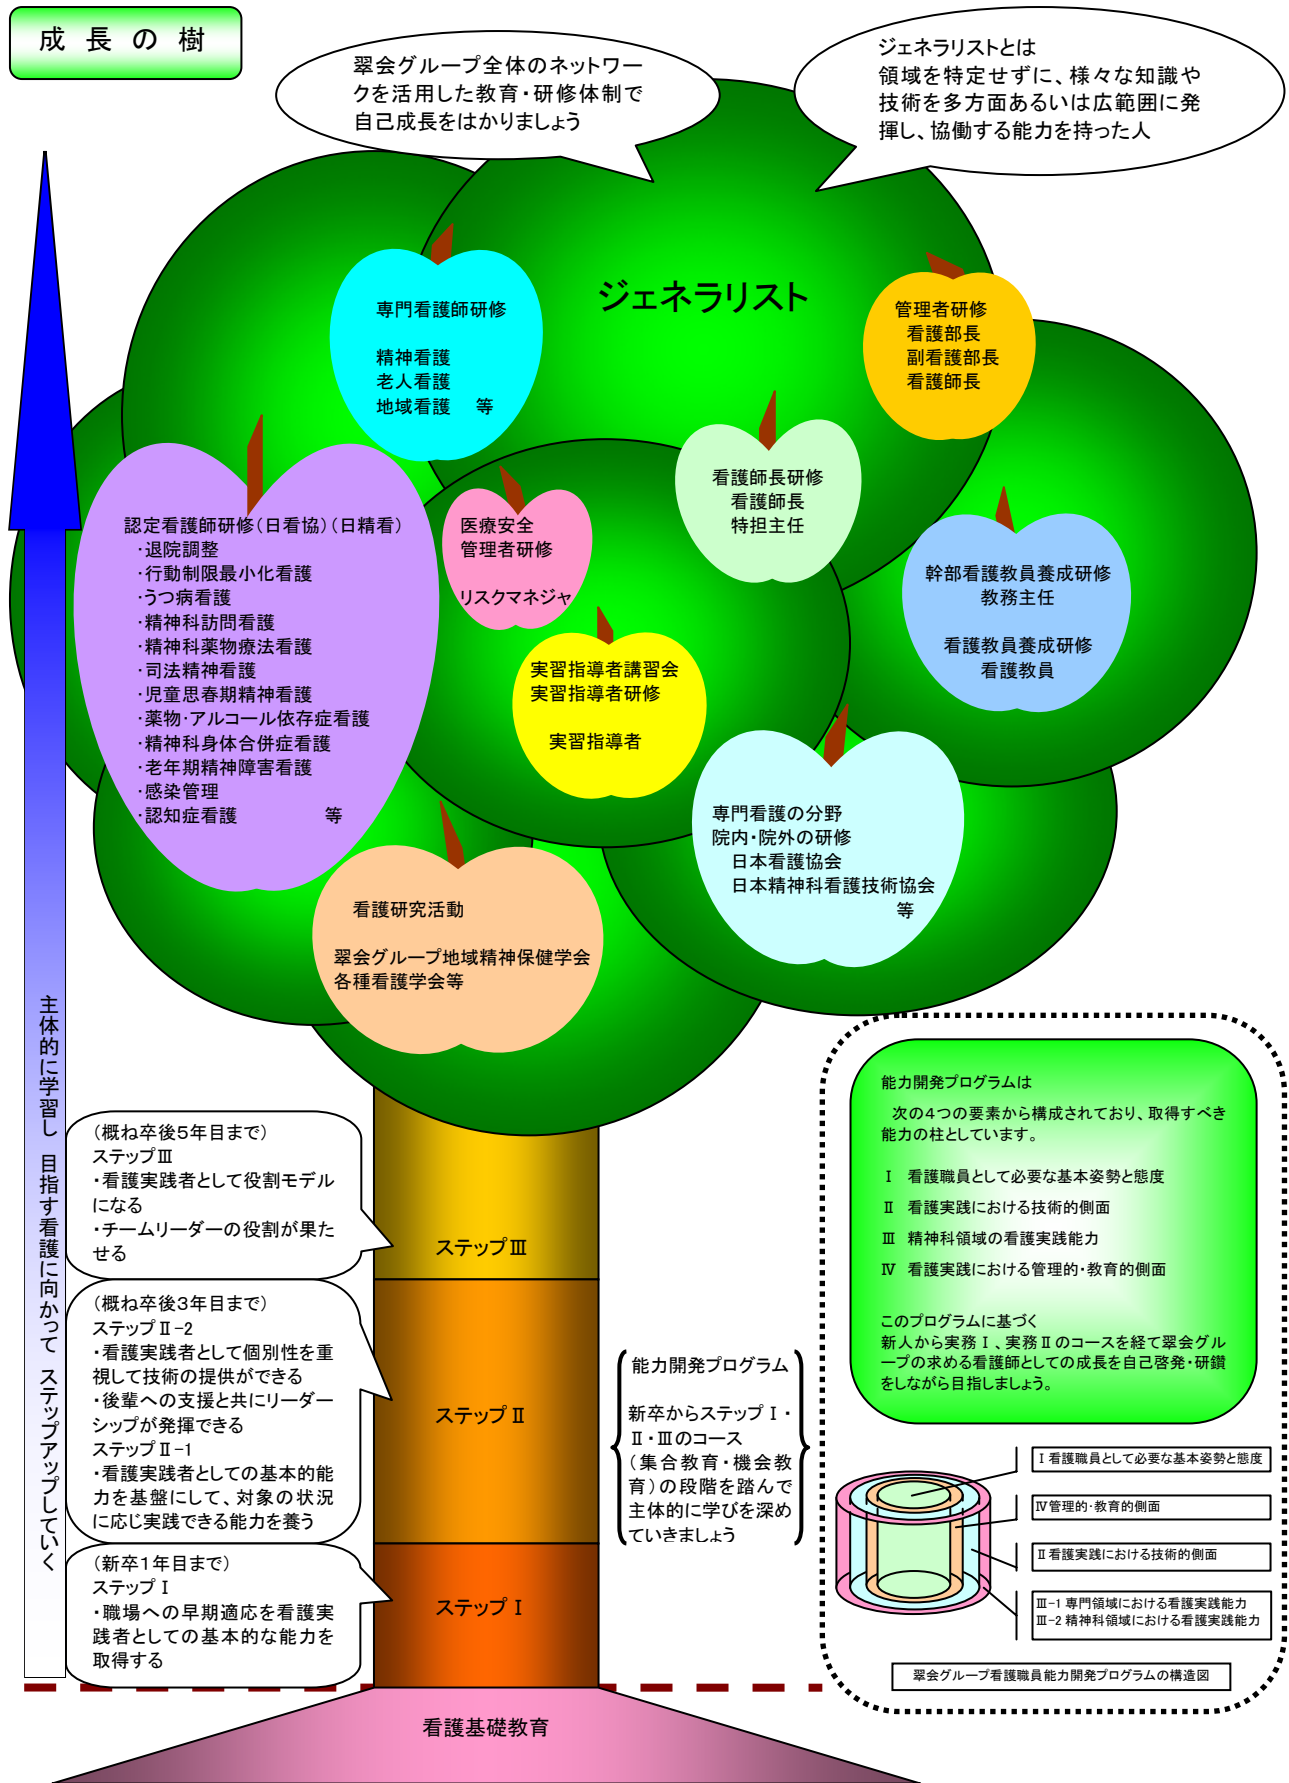 成長の樹
翠会グループ全体のネットワー
クを活用した教育・研修体制で
自己成長をはかりましょう
ジェネラリストとは
領域を特定せずに、様々な知識や
技術を多方面あるいは広範囲に発
揮し、協働する能力を持った人
ジェネラリスト
専門看護師研修
精神看護
老人看護
地域看護 等
管理者研修
看護部長
副看護部長
看護師長
看護師長研修
看護師長
特担主任
認定看護師研修(日看協)(日精看)
・退院調整
・行動制限最小化看護
・うつ病看護
・精神科訪問看護
・精神科薬物療法看護
・司法精神看護
・児童思春期精神看護
・薬物・アルコール依存症看護
・精神科身体合併症看護
・老年期精神障害看護
・感染管理
・認知症看護 等
医療安全
管理者研修
リスクマネジャ
幹部看護教員養成研修
教務主任
看護教員養成研修
看護教員
実習指導者講習会
実習指導者研修
実習指導者
専門看護の分野
院内・院外の研修
日本看護協会
日本精神科看護技術協会
等
看護研究活動
翠会グループ地域精神保健学会
各種看護学会等
主体的に学習し 目指す看護に向かって ステップアップしていく
(概ね卒後5年目まで)
ステップⅢ
・看護実践者として役割モデル
になる
・チームリーダーの役割が果た
せる
ステップⅢ
(概ね卒後3年目まで)
ステップⅡ-2
・看護実践者として個別性を重
視して技術の提供ができる
・後輩への支援と共にリーダー
シップが発揮できる
ステップⅡ-1
・看護実践者としての基本的能
力を基盤にして、対象の状況
に応じ実践できる能力を養う
ステップⅡ
(新卒1年目まで)
ステップⅠ
・職場への早期適応を看護実
践者としての基本的な能力を
取得する
ステップⅠ
看護基礎教育
能力開発プログラム
新卒からステップⅠ・
Ⅱ・Ⅲのコース
(集合教育・機会教
育)の段階を踏んで
主体的に学びを深め
ていきましょう
能力開発プログラムは
次の4つの要素から構成されており、取得すべき
能力の柱としています。
Ⅰ 看護職員として必要な基本姿勢と態度
Ⅱ 看護実践における技術的側面
Ⅲ 精神科領域の看護実践能力
Ⅳ 看護実践における管理的・教育的側面
このプログラムに基づく
新人から実務Ⅰ、実務Ⅱのコースを経て翠会グル
ープの求める看護師としての成長を自己啓発・研鑽
をしながら目指しましょう。
Ⅰ看護職員として必要な基本姿勢と態度
Ⅳ管理的・教育的側面
Ⅱ看護実践における技術的側面
Ⅲ-1 専門領域における看護実践能力
Ⅲ-2 精神科領域における看護実践能力
翠会グループ看護職員能力開発プログラムの構造図